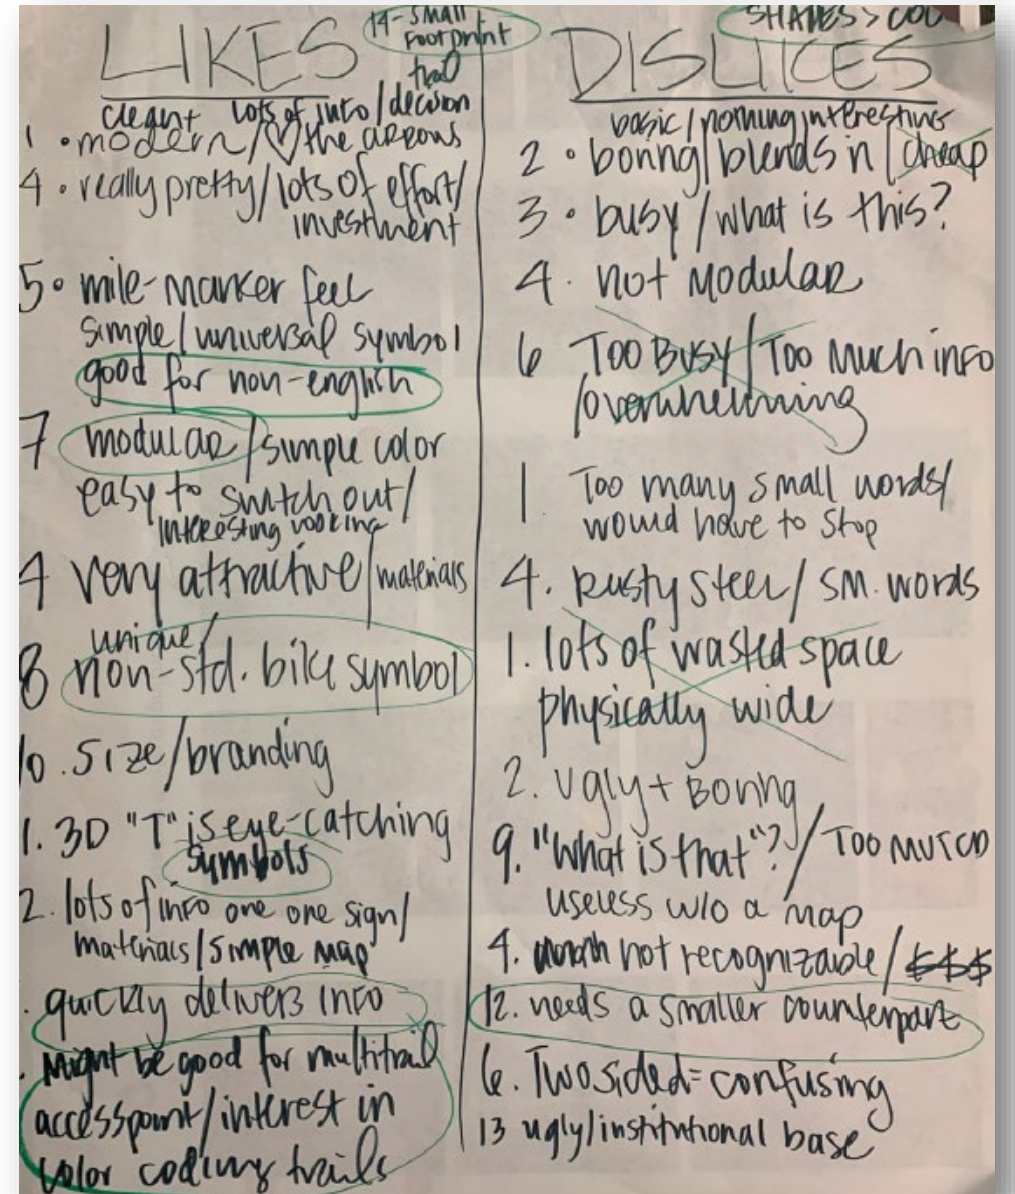 14- Small
Footprint
SHAPES > COL
LIKES
DISLIKES
trail
elegant Lots of info/decision
1 • modern/♡ the arrows
4 • really pretty/lots of effort/
investment
5 • mile-marker feel
simple/universal symbol
good for non-english
7 modular/simple color
easy to switch out/
interesting looking
4 very attractive/materials
unique/
8 non-std. bike symbol
10. size/branding
1. 3D "T" is eye-catching
symbols
2. lots of info one one sign/
materials/simple map
. quickly delivers info
. Might be good for multitrail
accesspoint/interest in
color coding trails
basic/nothing interesting
2 • boring/blends in/cheap
3 • busy/what is this?
4. not modular
6 Too Busy/Too Much info
/overwhelming
1 Too many small words/
would have to stop
4. Rusty steel/sm. words
1. lots of wasted space
physically wide
2. Ugly + Boring
9. "What is that"?/Too MUTCD
useless w/o a map
4. not recognizable/$$$
12. needs a smaller counterpart
6. Two sided = confusing
13 ugly/institutional base